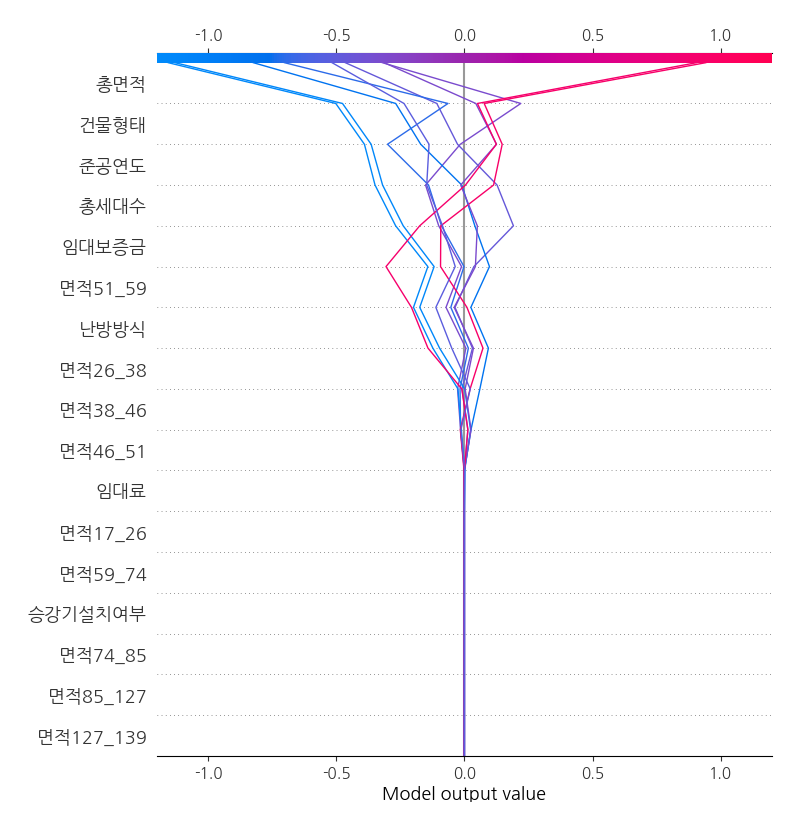 -1.0 -0.5 0.0 0.5 1.0
총면적
건물형태
준공연도
총세대수
임대보증금
면적51_59
난방방식
면적26_38
면적38_46
면적46_51
임대료
면적17_26
면적59_74
승강기설치여부
면적74_85
면적85_127
면적127_139
-1.0 -0.5 0.0 0.5 1.0
Model output value